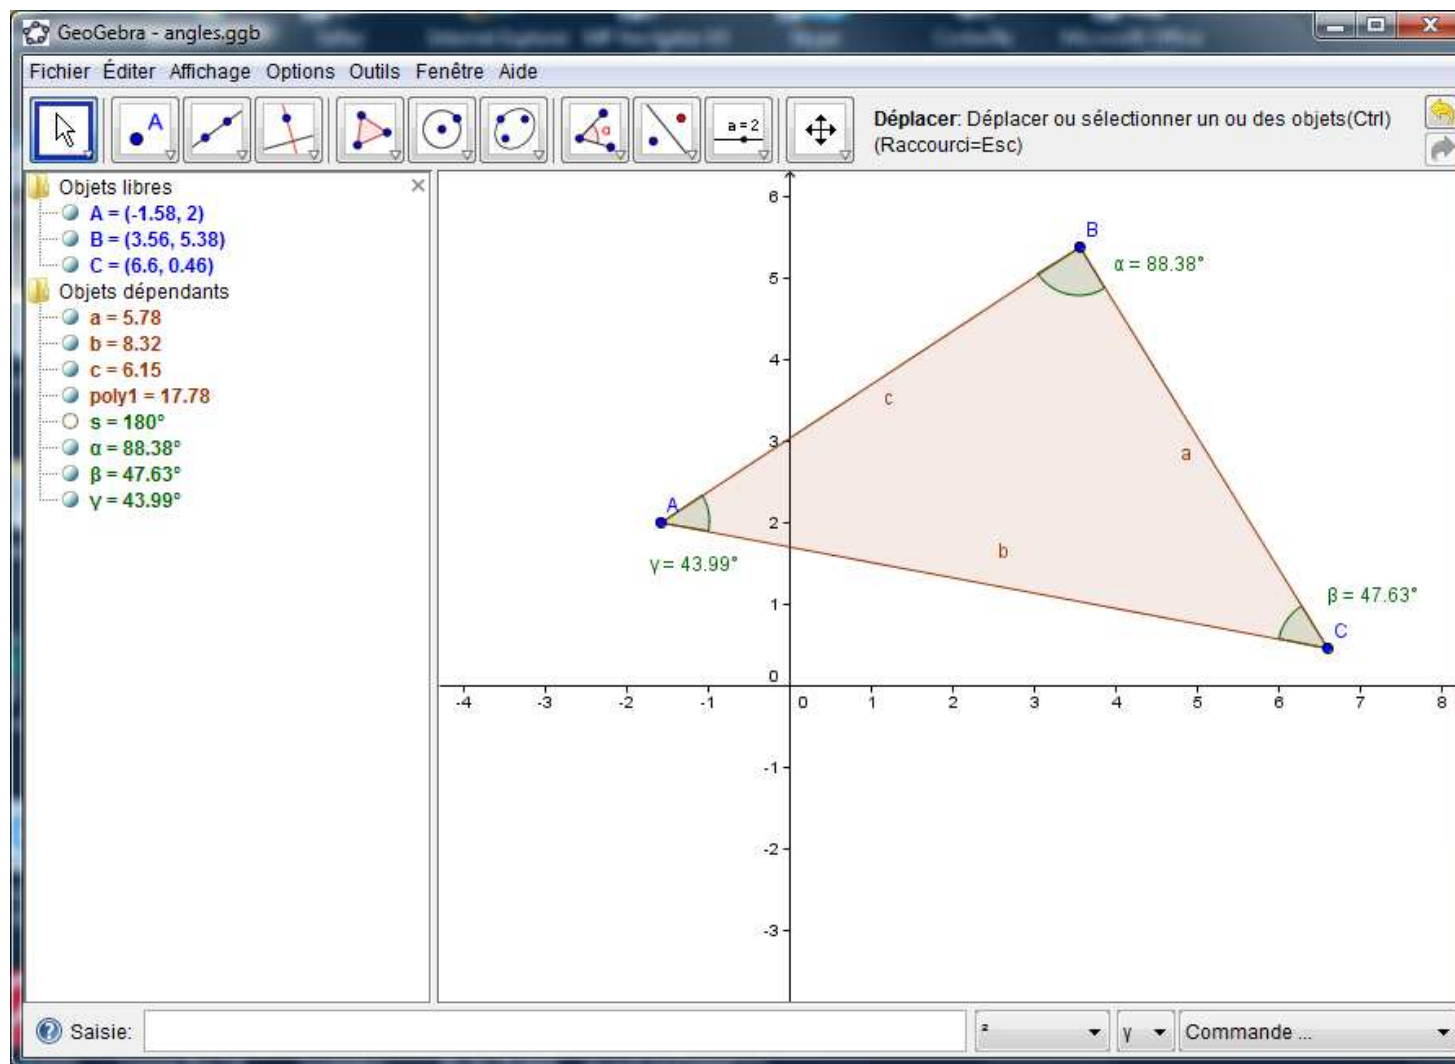 GeoGebra - angles.ggb
Fichier Éditer Affichage Options Outils Fenêtre Aide
A
α
a=2
Déplacer: Déplacer ou sélectionner un ou des objets(Ctrl)
(Raccourci=Esc)
Objets libres
A = (-1.58, 2)
B = (3.56, 5.38)
C = (6.6, 0.46)
Objets dépendants
a = 5.78
b = 8.32
c = 6.15
poly1 = 17.78
s = 180°
α = 88.38°
β = 47.63°
γ = 43.99°
6
B
α = 88.38°
5
4
c
3
a
A
2
b
γ = 43.99°
β = 47.63°
1
C
0
-4 -3 -2 -1 0 1 2 3 4 5 6 7 8
-1
-2
-3
Saisie:
²
γ
Commande ...